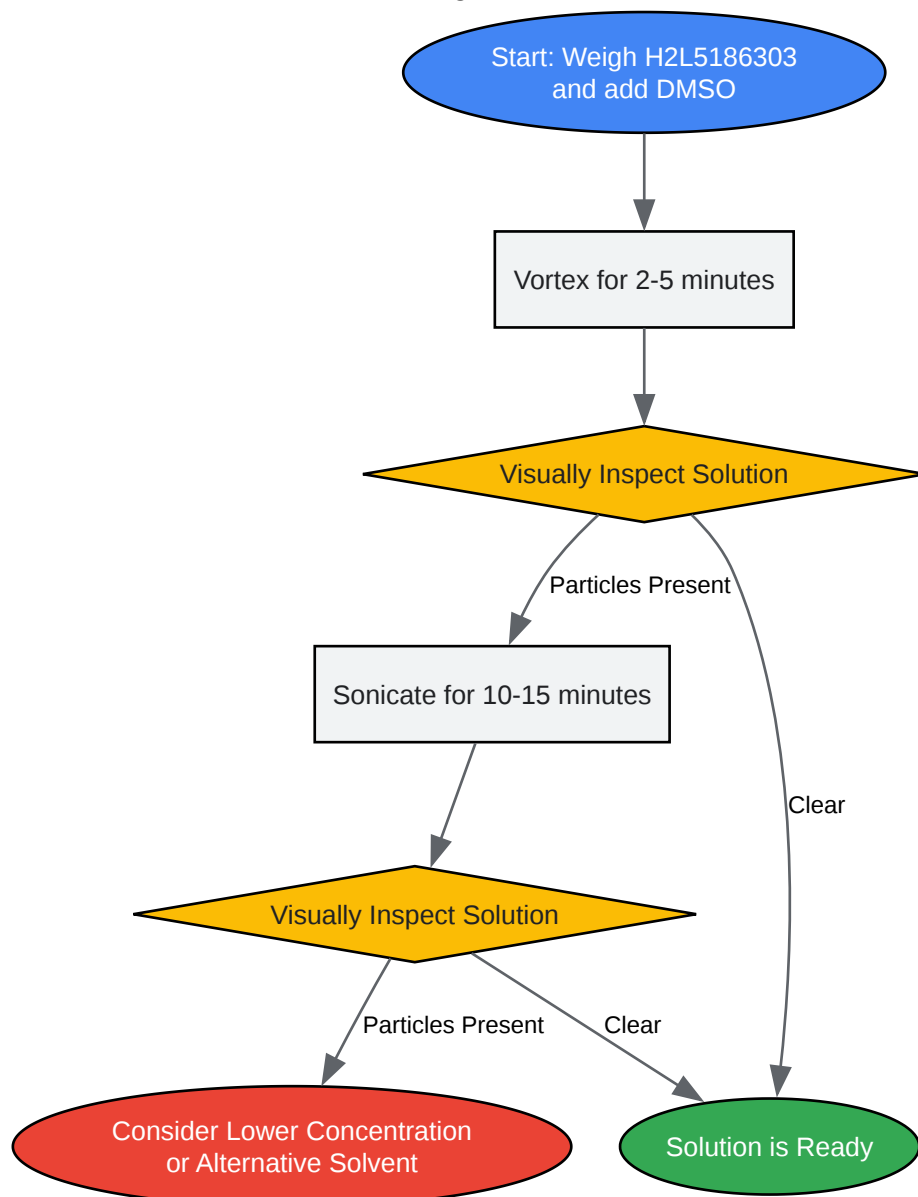 Start: Weigh H2L5186303
and add DMSO
Vortex for 2-5 minutes
Visually Inspect Solution
Particles Present
Sonicate for 10-15 minutes
Clear
Visually Inspect Solution
Particles Present
Clear
Consider Lower Concentration
or Alternative Solvent
Solution is Ready